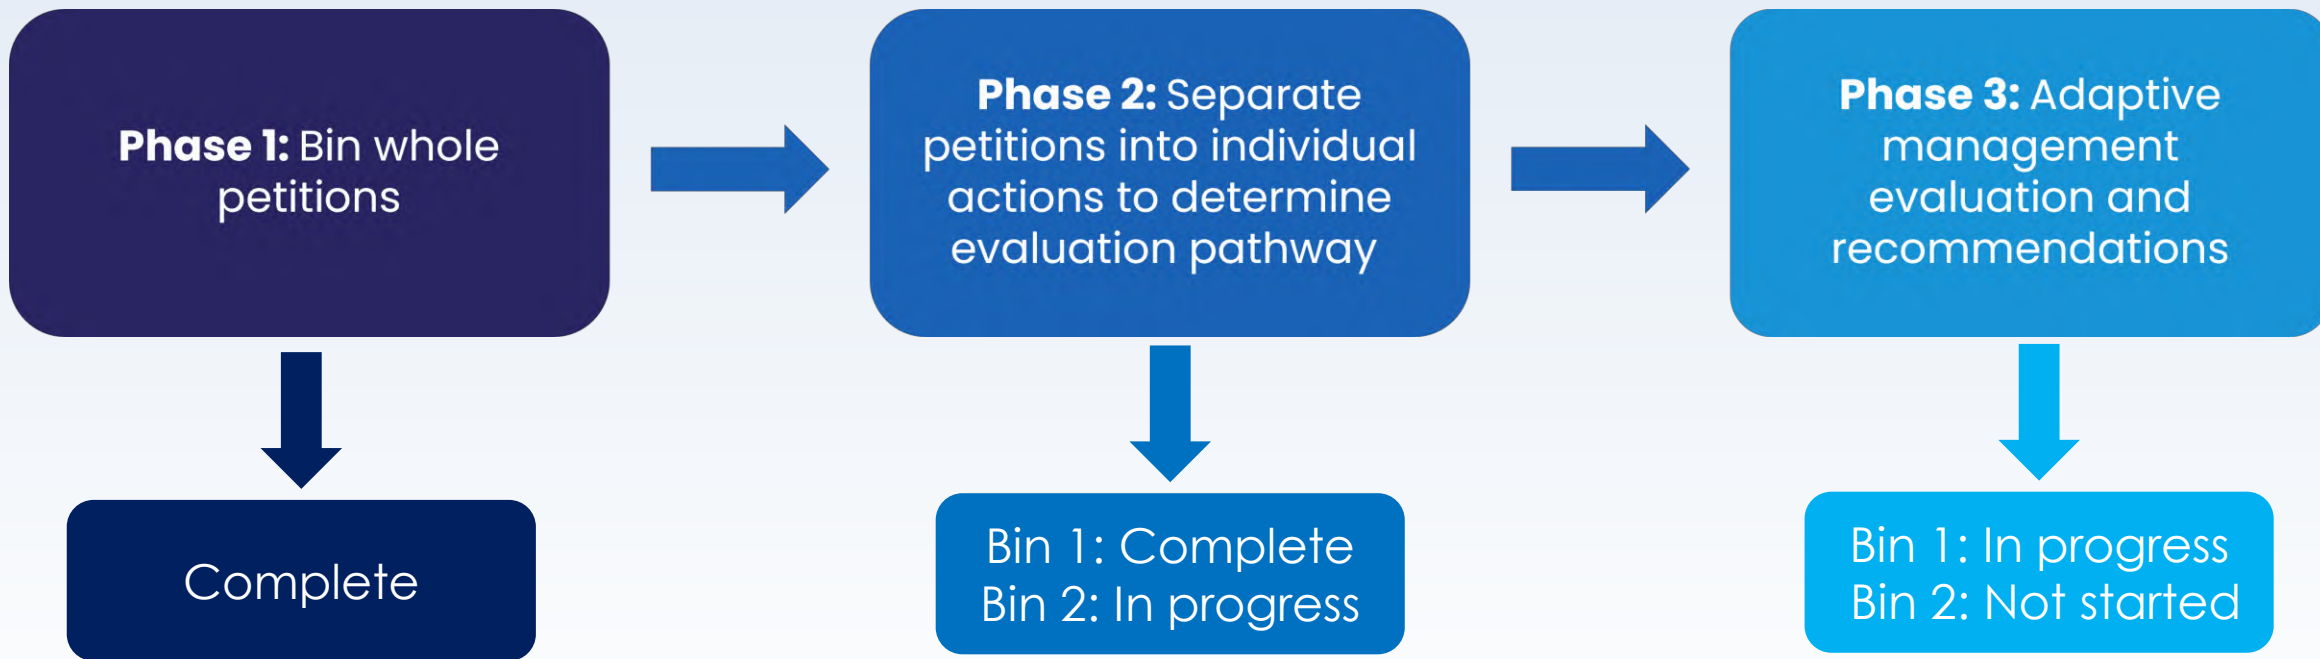 Phase 1: Bin whole
petitions
Phase 2: Separate
petitions into individual
actions to determine
evaluation pathway
Phase 3: Adaptive
management
evaluation and
recommendations
Complete
Bin 1: Complete
Bin 2: In progress
Bin 1: In progress
Bin 2: Not started